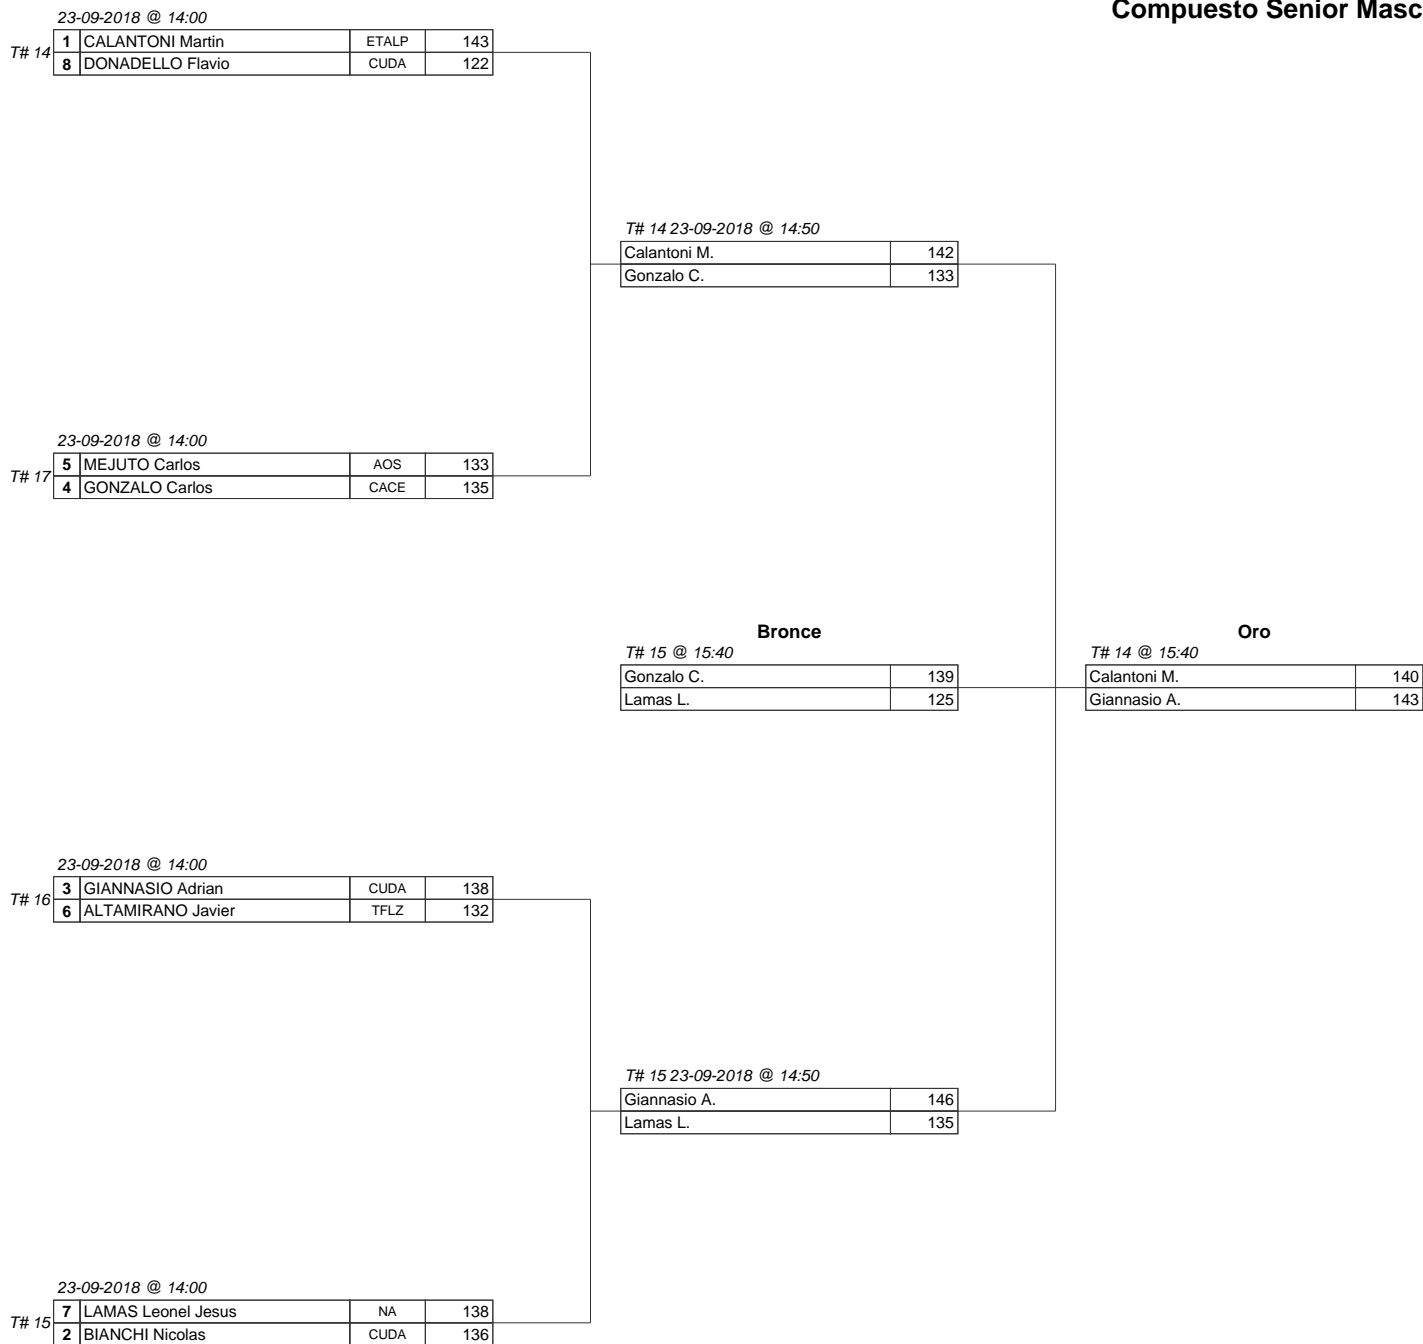 Compuesto Senior Masc
23-09-2018 @ 14:00
T# 14
1 CALANTONI Martin ETALP 143
8 DONADELLO Flavio CUDA 122
T# 14 23-09-2018 @ 14:50
Calantoni M. 142
Gonzalo C. 133
23-09-2018 @ 14:00
T# 17
5 MEJUTO Carlos AOS 133
4 GONZALO Carlos CACE 135
Bronce
T# 15 @ 15:40
Gonzalo C. 139
Lamas L. 125
Oro
T# 14 @ 15:40
Calantoni M. 140
Giannasio A. 143
23-09-2018 @ 14:00
T# 16
3 GIANNASIO Adrian CUDA 138
6 ALTAMIRANO Javier TFLZ 132
T# 15 23-09-2018 @ 14:50
Giannasio A. 146
Lamas L. 135
23-09-2018 @ 14:00
T# 15
7 LAMAS Leonel Jesus NA 138
2 BIANCHI Nicolas CUDA 136